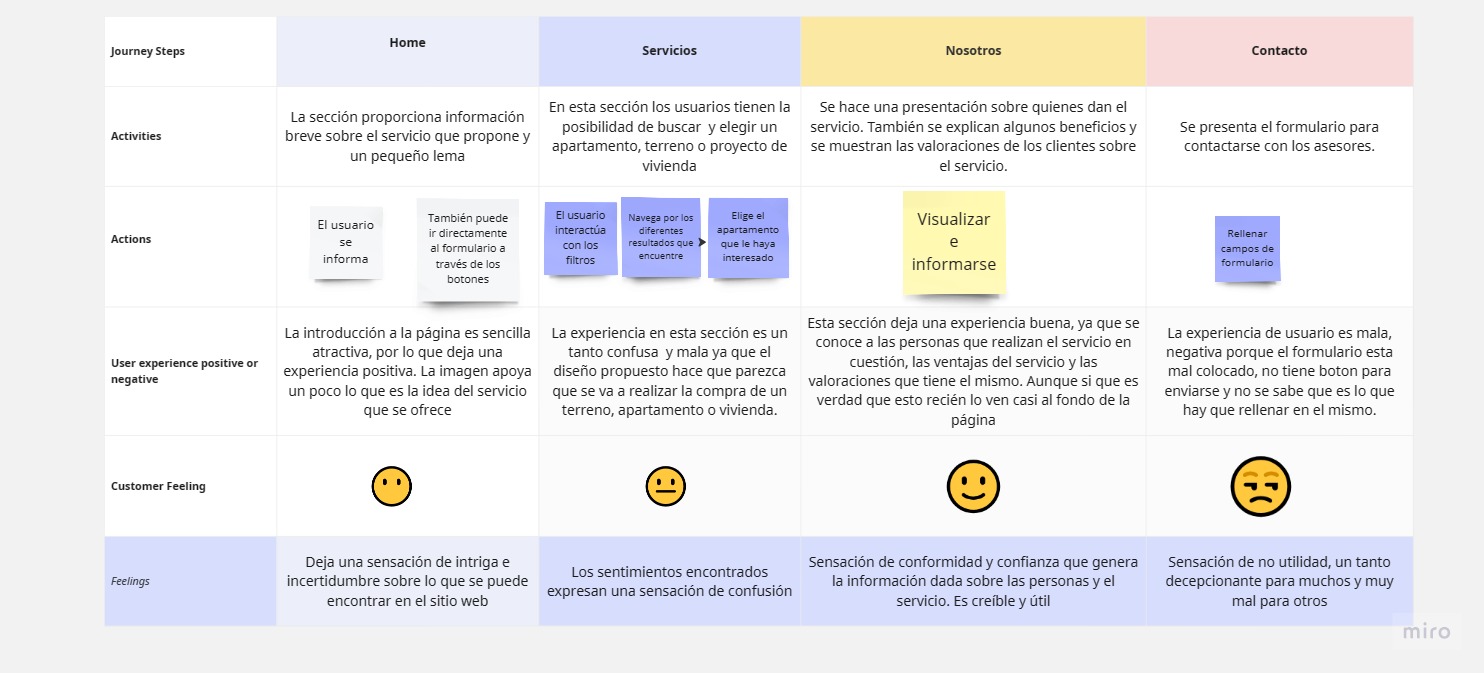 Journey Steps
Home
Servicios
Nosotros
Contacto
Activities
La sección proporciona información
breve sobre el servicio que propone y
un pequeño lema
En esta sección los usuarios tienen la
posibilidad de buscar  y elegir un
apartamento, terreno o proyecto de
vivienda
Se hace una presentación sobre quienes dan el
servicio. También se explican algunos beneficios y
se muestran las valoraciones de los clientes sobre
el servicio.
Se presenta el formulario para
contactarse con los asesores.
Actions
El usuario
se
informa
También puede
ir directamente
al formulario a
través de los
botones
El usuario
interactúa
con los
filtros
Navega por los
diferentes
resultados que
encuentre
Elige el
apartamento
que le haya
interesado
Visualizar
e
informarse
Rellenar
campos de
formulario
User experience positive or
negative
La introducción a la página es sencilla
atractiva, por lo que deja una
experiencia positiva. La imagen apoya
un poco lo que es la idea del servicio
que se ofrece
La experiencia en esta sección es un
tanto confusa  y mala ya que el
diseño propuesto hace que parezca
que se va a realizar la compra de un
terreno, apartamento o vivienda.
Esta sección deja una experiencia buena, ya que se
conoce a las personas que realizan el servicio en
cuestión, las ventajas del servicio y las
valoraciones que tiene el mismo. Aunque si que es
verdad que esto recién lo ven casi al fondo de la
página
La experiencia de usuario es mala,
negativa porque el formulario esta
mal colocado, no tiene boton para
enviarse y no se sabe que es lo que
hay que rellenar en el mismo.
Customer Feeling
Feelings
Deja una sensación de intriga e
incertidumbre sobre lo que se puede
encontrar en el sitio web
Los sentimientos encontrados
expresan una sensación de confusión
Sensación de conformidad y confianza que genera
la información dada sobre las personas y el
servicio. Es creíble y útil
Sensación de no utilidad, un tanto
decepcionante para muchos y muy
mal para otros
miro